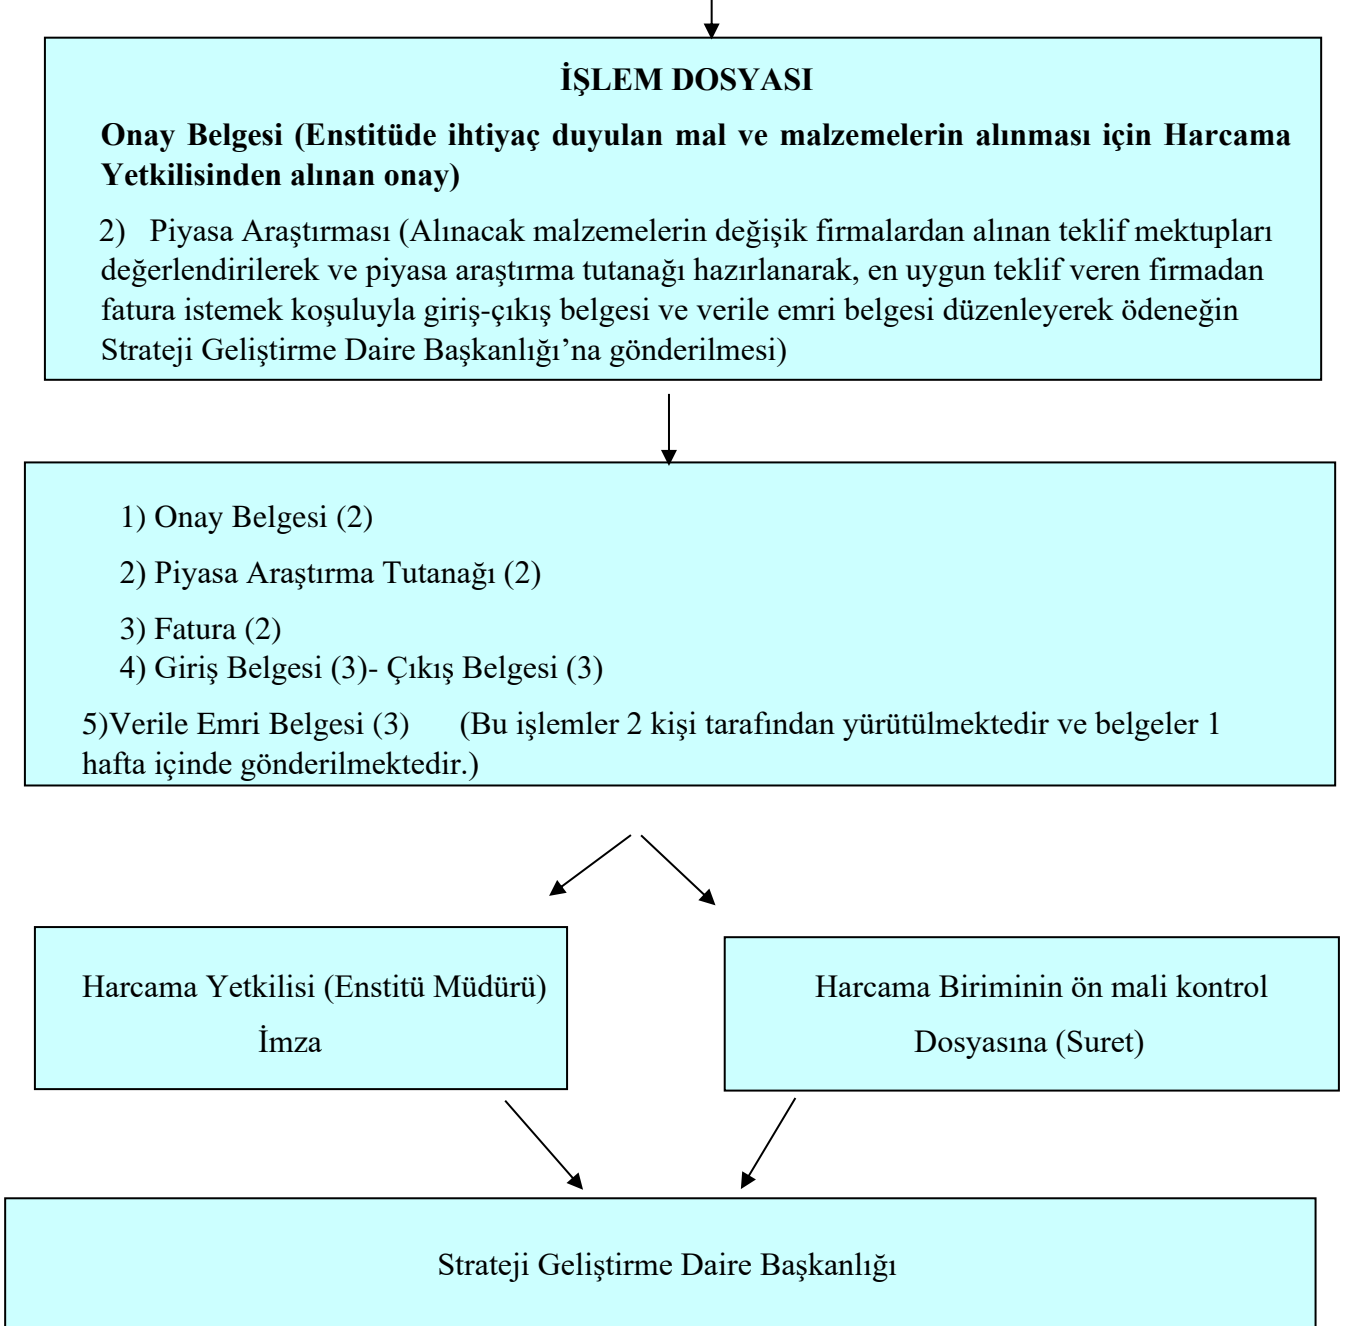 İŞLEM DOSYASI
Onay Belgesi (Enstitüde ihtiyaç duyulan mal ve malzemelerin alınması için Harcama
Yetkilisinden alınan onay)
2) Piyasa Araştırması (Alınacak malzemelerin değişik firmalardan alınan teklif mektupları
değerlendirilerek ve piyasa araştırma tutanağı hazırlanarak, en uygun teklif veren firmadan
fatura istemek koşuluyla giriş-çıkış belgesi ve verile emri belgesi düzenleyerek ödeneğin
Strateji Geliştirme Daire Başkanlığı’na gönderilmesi)
1) Onay Belgesi (2)
2) Piyasa Araştırma Tutanağı (2)
3) Fatura (2)
4) Giriş Belgesi (3)- Çıkış Belgesi (3)
5)Verile Emri Belgesi (3) (Bu işlemler 2 kişi tarafından yürütülmektedir ve belgeler 1
hafta içinde gönderilmektedir.)
Harcama Yetkilisi (Enstitü Müdürü)
İmza
Harcama Biriminin ön mali kontrol
Dosyasına (Suret)
Strateji Geliştirme Daire Başkanlığı